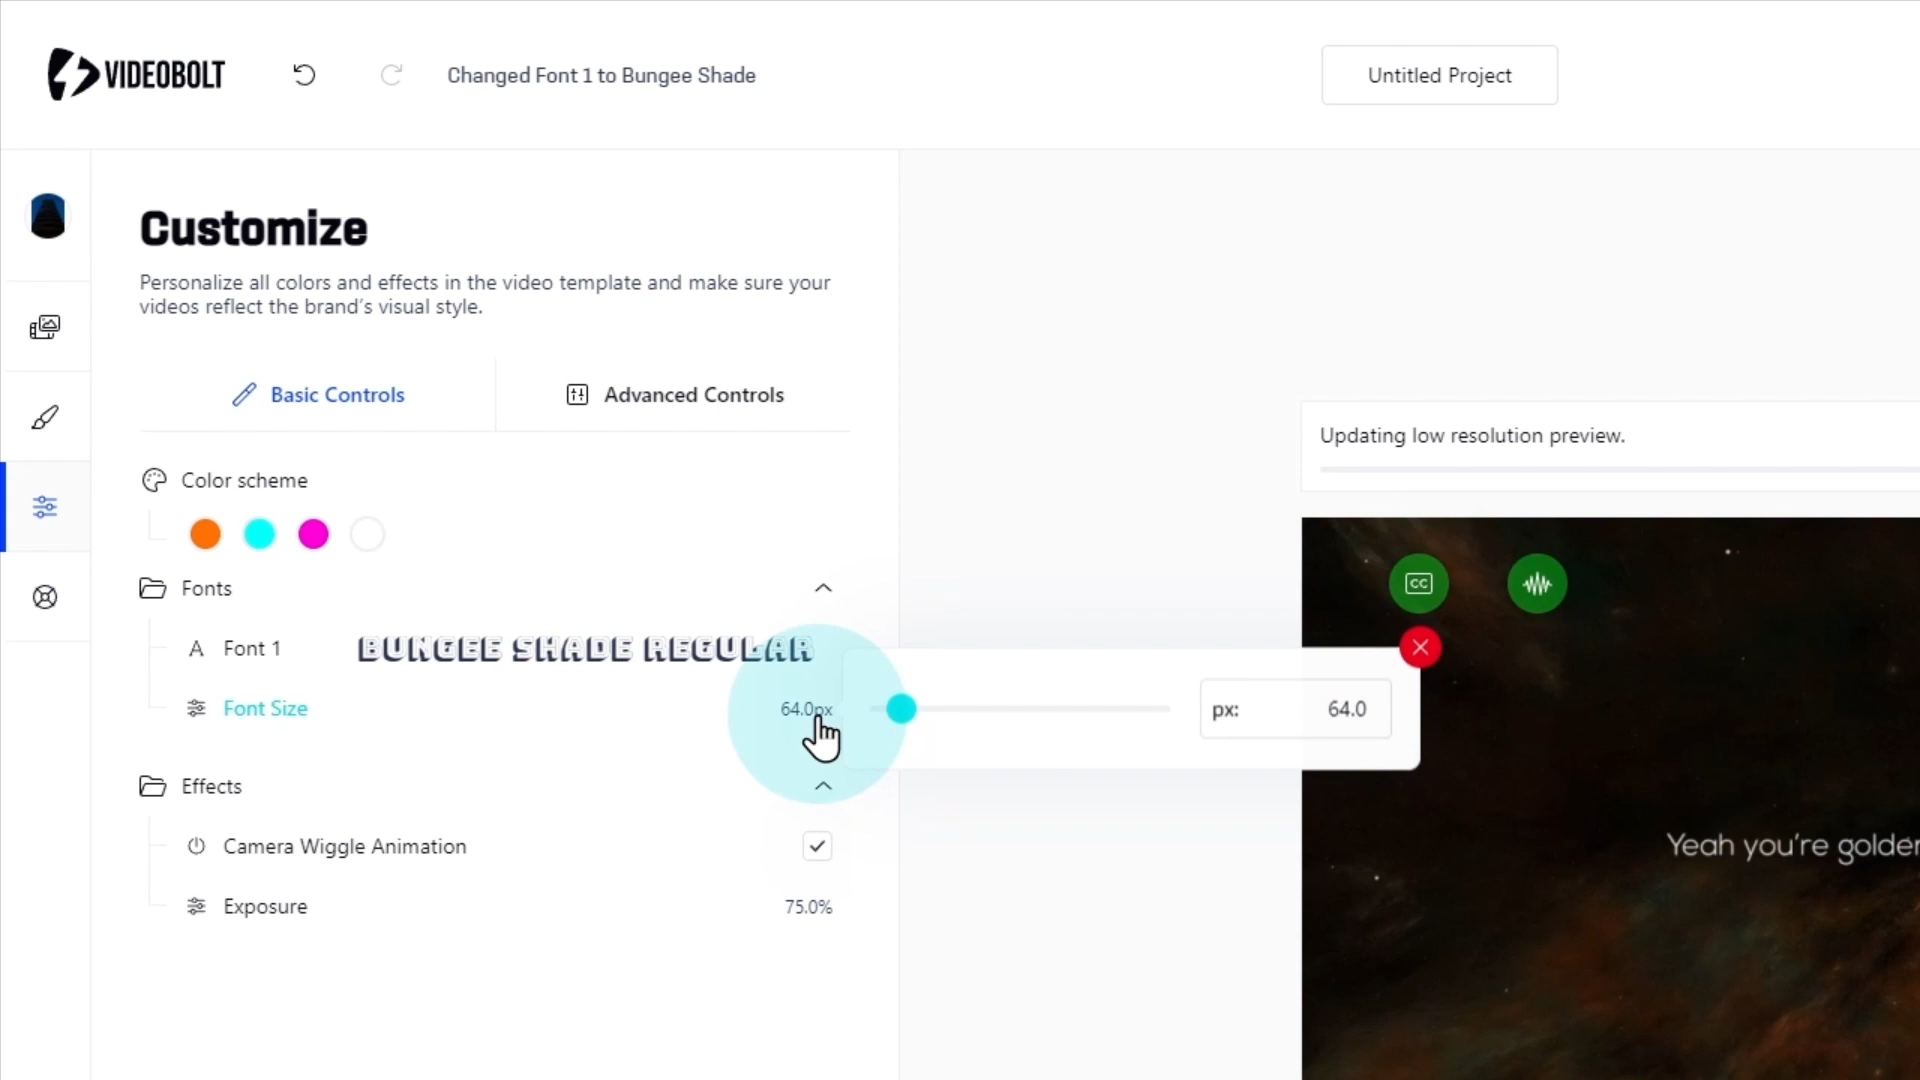 VIDEOBOLT
Changed Font 1 to Bungee Shade
Untitled Project
Customize
Personalize all colors and effects in the video template and make sure your
videos reflect the brand's visual style.
Basic Controls
Advanced Controls
Updating low resolution preview.
Color scheme
Fonts
CC
Font 1
BUNGEE SHADE REGULAR
Font Size
64.0px
px:
64.0
Effects
Camera Wiggle Animation
Yeah you're golden
Exposure
75.0%